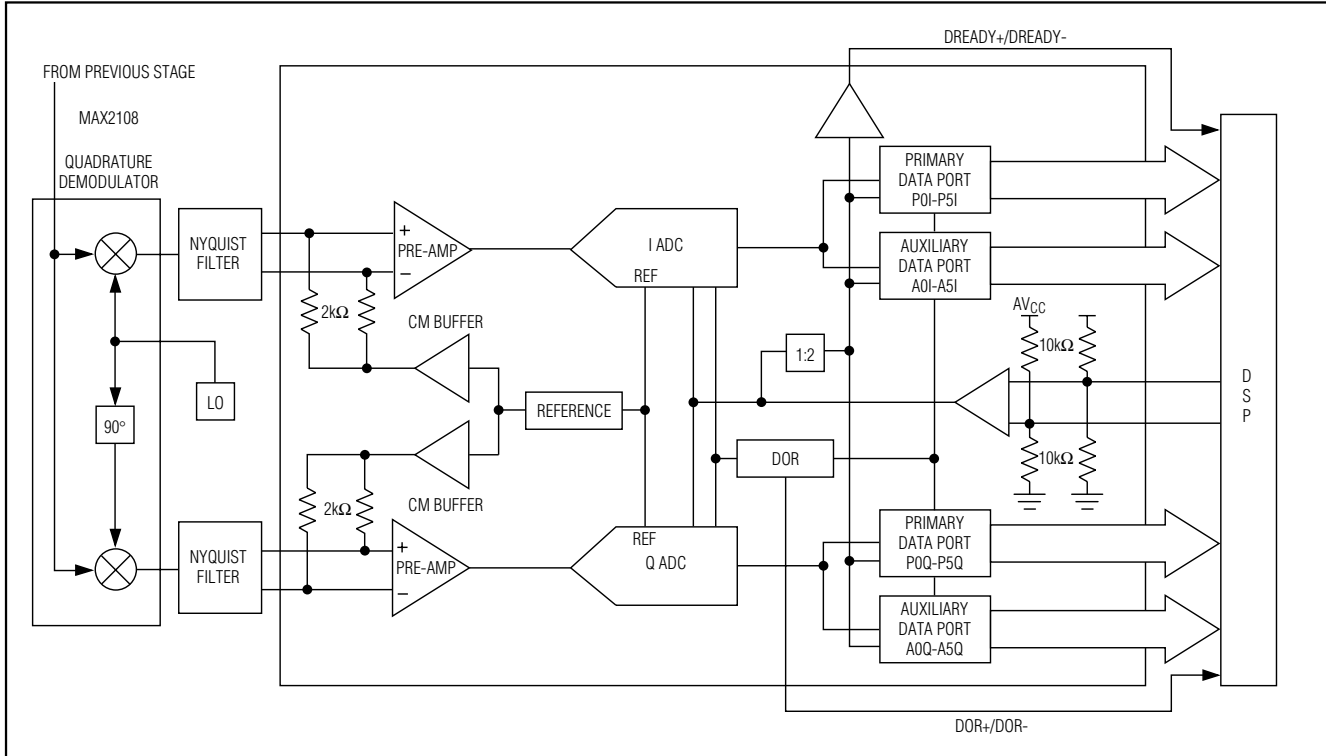 DREADY+/DREADY-
FROM PREVIOUS STAGE
MAX2108
QUADRATURE
DEMODULATOR
NYQUIST
FILTER
+
PRE-AMP
−
I ADC
REF
PRIMARY
DATA PORT
P0I-P5I
AUXILIARY
DATA PORT
A0I-A5I
2kΩ
CM BUFFER
AVCC
10kΩ
1:2
LO
90°
REFERENCE
D
S
P
DOR
10kΩ
CM BUFFER
2kΩ
NYQUIST
FILTER
+
PRE-AMP
−
REF
Q ADC
PRIMARY
DATA PORT
P0Q-P5Q
AUXILIARY
DATA PORT
A0Q-A5Q
DOR+/DOR-